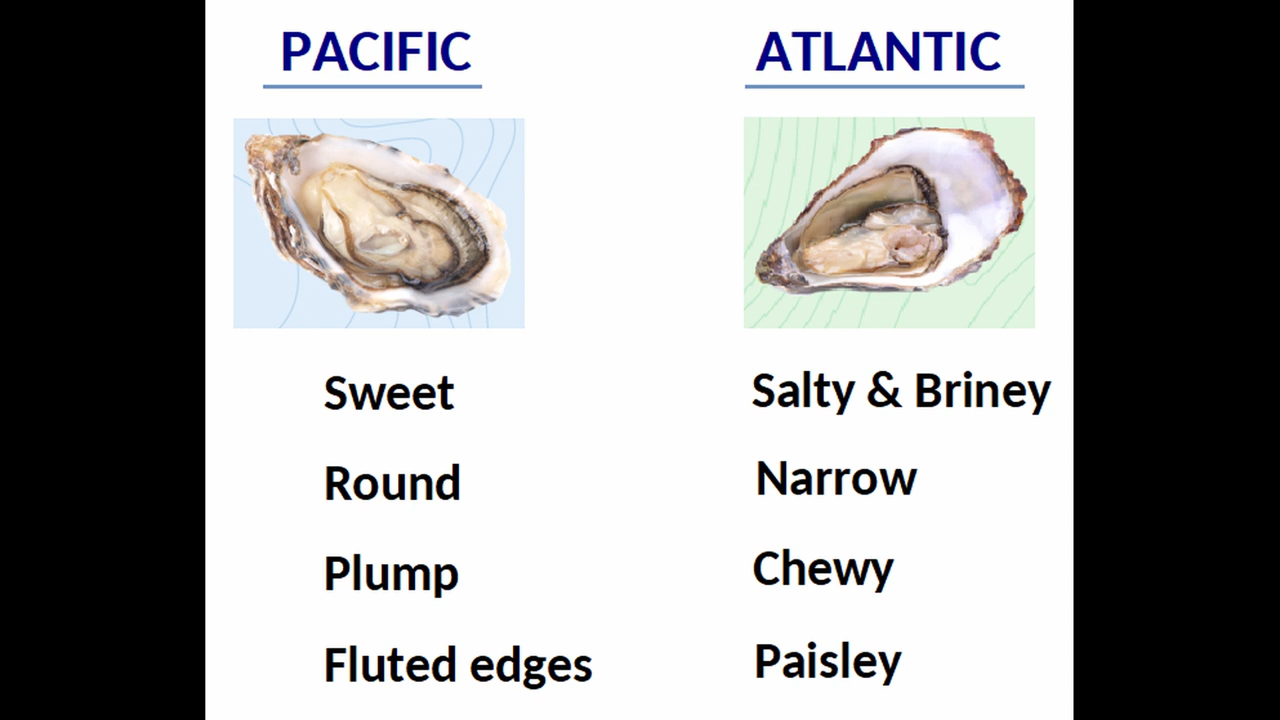 PACIFIC
ATLANTIC
Sweet
Round
Plump
Fluted edges
Salty & Briney
Narrow
Chewy
Paisley